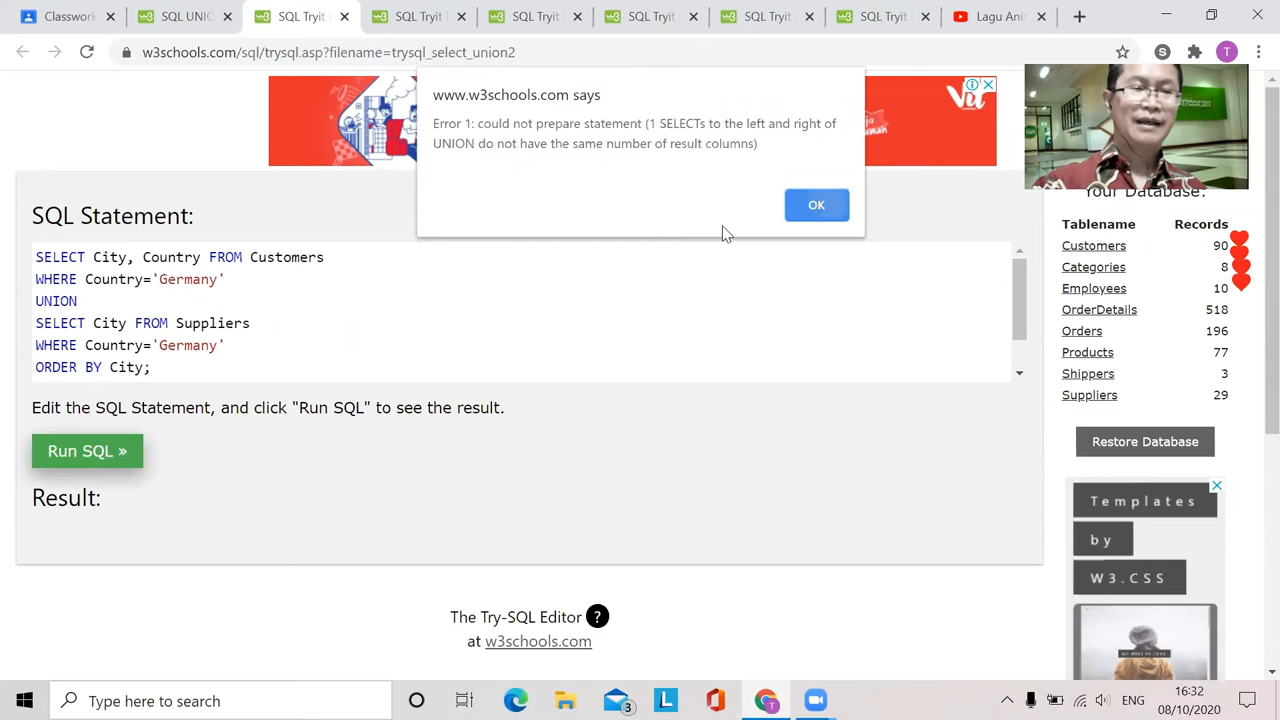 Classwork
SQL UNIC
SQL Tryit
SQL Tryit
SQL Tryit
SQL Tryit
SQL Tryit
SQL Tryit
Lagu Ani
w3schools.com/sql/trysql.asp?filename=trysql_select_union2
S
T
www.w3schools.com says
Error 1: could not prepare statement (1 SELECTs to the left and right of
UNION do not have the same number of result columns)
OK
Vu
SQL Statement:
SELECT City, Country FROM Customers
WHERE Country='Germany'
UNION
SELECT City FROM Suppliers
WHERE Country='Germany'
ORDER BY City;
Edit the SQL Statement, and click "Run SQL" to see the result.
Run SQL »
Result:
Your Database:
Tablename Records
Customers 90
Categories 8
Employees 10
OrderDetails 518
Orders 196
Products 77
Shippers 3
Suppliers 29
Restore Database
Templates
by
W3.CSS
The Try-SQL Editor ?
at w3schools.com
Type here to search
3
L
T
ENG
16:32
08/10/2020